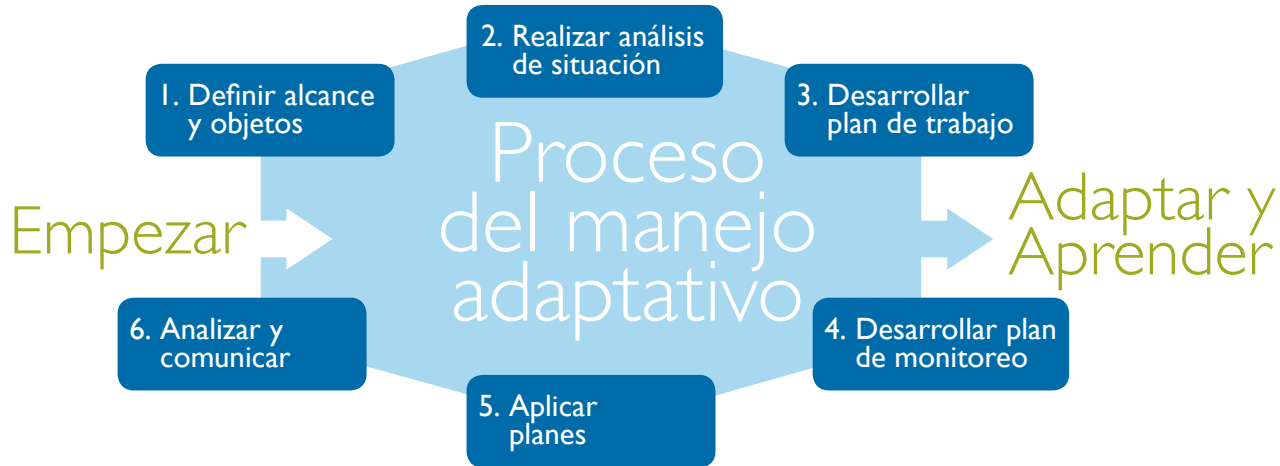 2. Realizar análisis
de situación
1. Definir alcance
y objetos
3. Desarrollar
plan de trabajo
Proceso
del manejo
adaptativo
Empezar
Adaptar y
Aprender
6. Analizar y
comunicar
4. Desarrollar plan
de monitoreo
5. Aplicar
planes